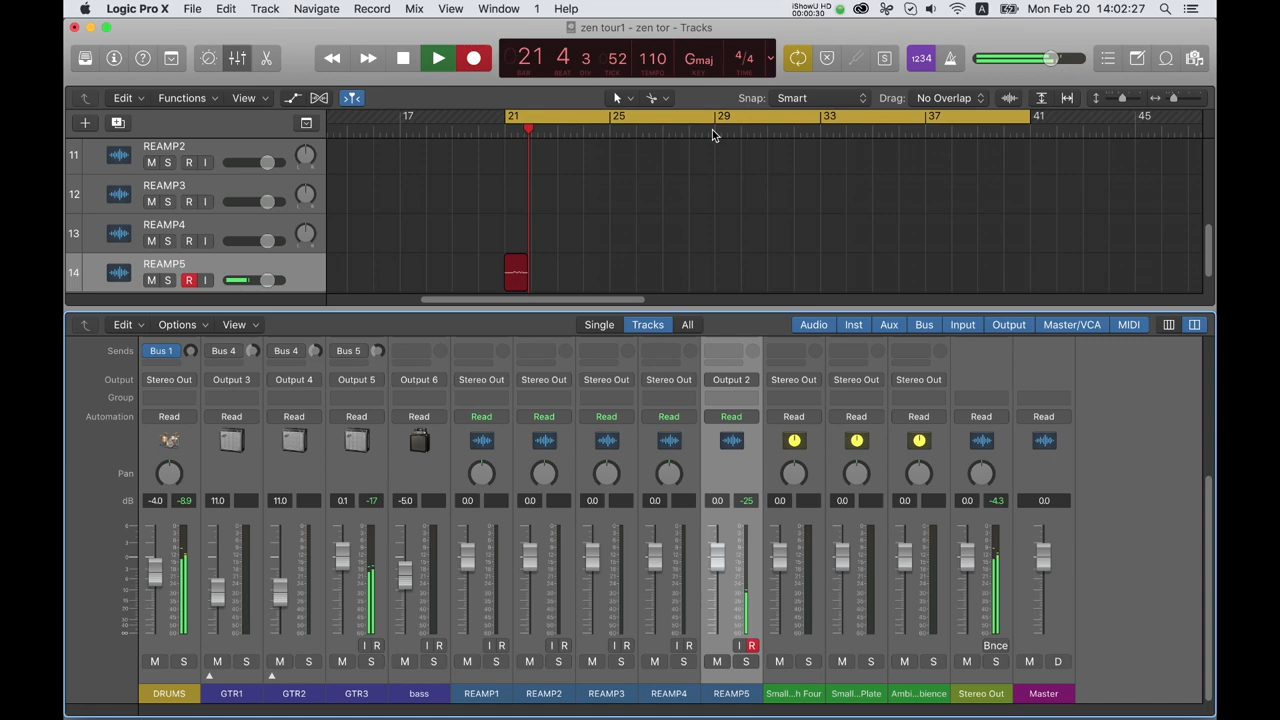 Logic Pro X File Edit Track Navigate Record Mix View Window 1 Help iShowU HD 00:00:30 A Mon Feb 20 14:02:27
zen tour1 - zen tor - Tracks
21 4 3 52 110 Gmaj 4/4 S 1234
BAR BEAT DIV TEMPO KEY TIME
Edit Functions View Snap: Smart Drag: No Overlap
17 21 25 29 33 37 41 45
11 REAMP2
M S R I
12 REAMP3
M S R I L R
13 REAMP4
M S R I
14 REAMP5
M S R I
Edit Options View Single Tracks All Audio Inst Aux Bus Input Output Master/VCA MIDI
Sends Bus 1 Bus 4 Bus 4 Bus 5
Output Stereo Out Output 3 Output 4 Output 5 Output 6 Stereo Out Stereo Out Stereo Out Stereo Out Output 2 Stereo Out Stereo Out Stereo Out
Group
Automation Read Read Read Read Read Read Read Read Read Read Read Read Read Read Read
Pan
dB -4.0 -8.9 11.0 11.0 0.1 -17 -5.0 0.0 0.0 0.0 0.0 0.0 -25 0.0 0.0 0.0 0.0 -4.3 0.0
I R I R I R I R I R I R Bnce
M S M S M S M S M S M S M S M S M S M S M S M S M S M S M D
DRUMS GTR1 GTR2 GTR3 bass REAMP1 REAMP2 REAMP3 REAMP4 REAMP5 Small...h Four Small...Plate Ambi...bience Stereo Out Master